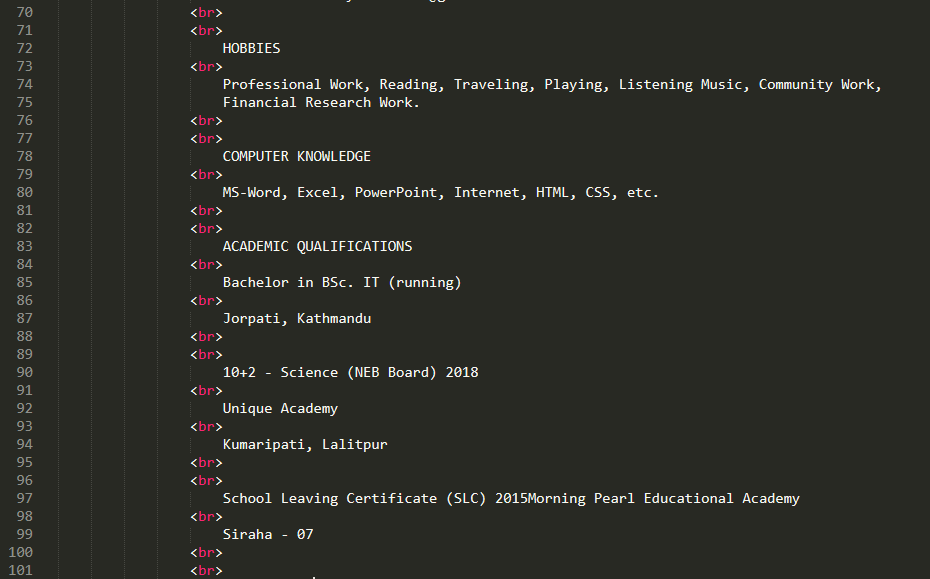 70 <br>
71 <br>
72 HOBBIES
73 <br>
74 Professional Work, Reading, Traveling, Playing, Listening Music, Community Work,
75 Financial Research Work.
76 <br>
77 <br>
78 COMPUTER KNOWLEDGE
79 <br>
80 MS-Word, Excel, PowerPoint, Internet, HTML, CSS, etc.
81 <br>
82 <br>
83 ACADEMIC QUALIFICATIONS
84 <br>
85 Bachelor in BSc. IT (running)
86 <br>
87 Jorpati, Kathmandu
88 <br>
89 <br>
90 10+2 - Science (NEB Board) 2018
91 <br>
92 Unique Academy
93 <br>
94 Kumaripati, Lalitpur
95 <br>
96 <br>
97 School Leaving Certificate (SLC) 2015Morning Pearl Educational Academy
98 <br>
99 Siraha - 07
100 <br>
101 <br>